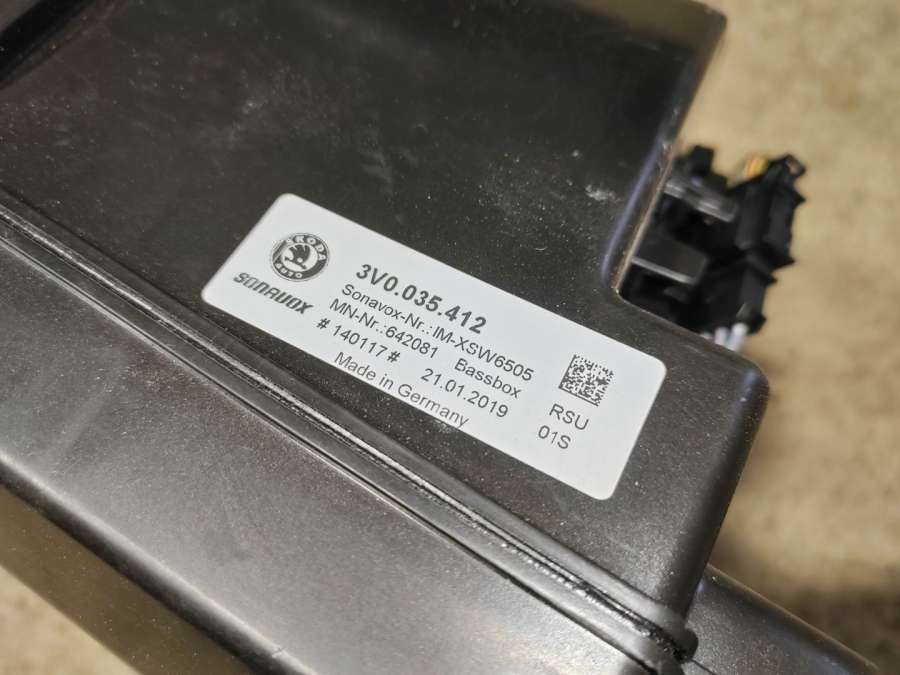 ŠKODA
AUTO
SONAVOX
3V0.035.412
Sonavox-Nr.:IM-XSW6505
MN-Nr.:642081 Bassbox
#140117# 21.01.2019
Made in Germany
RSU
01S